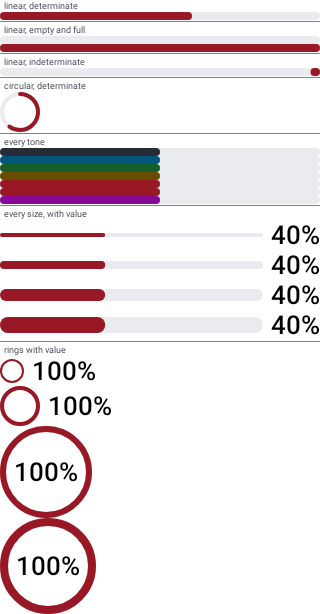 linear, determinate
linear, empty and full
linear, indeterminate
circular, determinate
every tone
every size, with value
40%
40%
40%
40%
rings with value
100%
100%
100%
100%